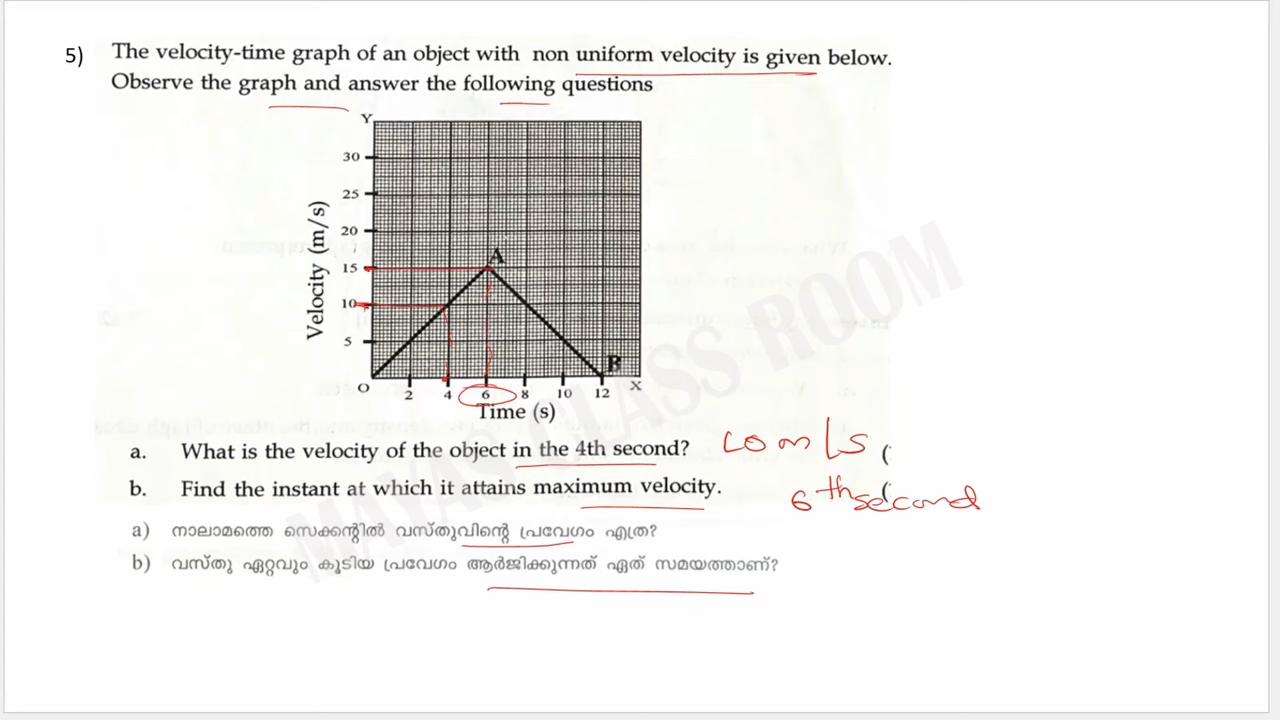 5) The velocity-time graph of an object with non uniform velocity is given below.
Observe the graph and answer the following questions
Y
30
25
20
15
10
5
Velocity (m/s)
A
B
O 2 4 6 8 10 12 X
Time (s)
a. What is the velocity of the object in the 4th second? 10 m/s (
b. Find the instant at which it attains maximum velocity. 6th second (
a) നാലാമത്തെ സെക്കന്റിൽ വസ്തുവിന്റെ പ്രവേഗം എത്ര?
b) വസ്തു ഏറ്റവും കൂടിയ പ്രവേഗം ആർജിക്കുന്നത് ഏത് സമയത്താണ്?
MAYAS CLASS ROOM